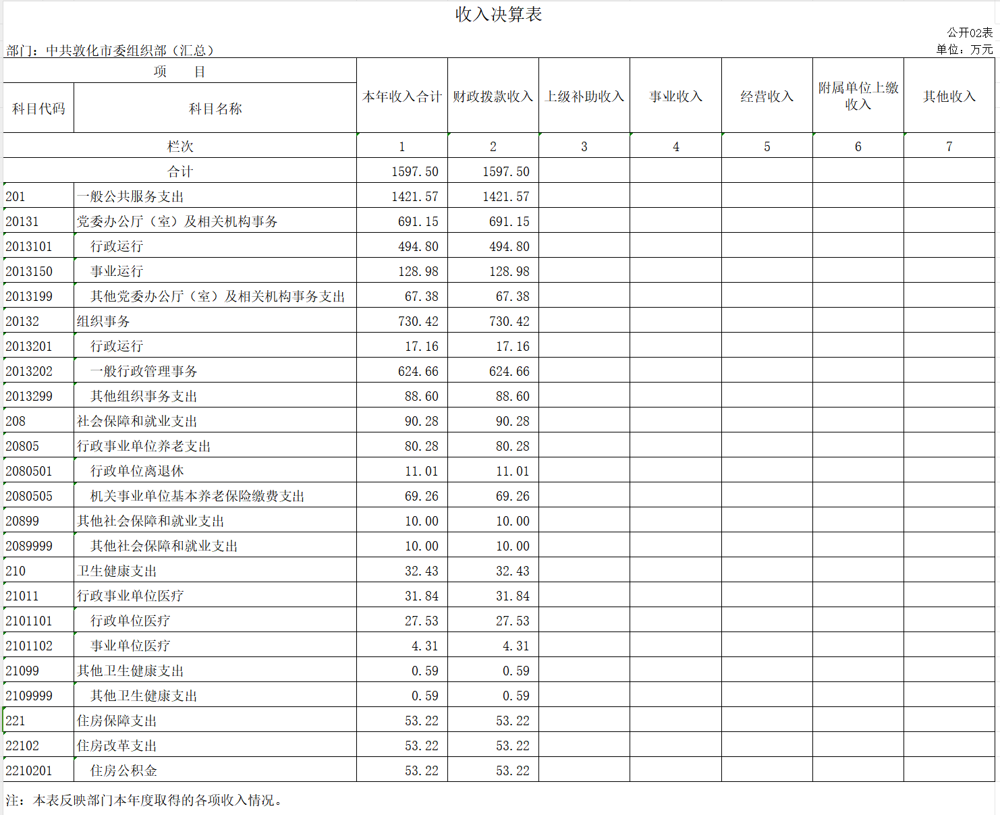 收入决算表
公开02表
部门：中共敦化市委组织部（汇总）
单位：万元
项 目 本年收入合计 财政拨款收入 上级补助收入 事业收入 经营收入 附属单位上缴收入 其他收入
科目代码 科目名称
栏次 1 2 3 4 5 6 7
合计 1597.50 1597.50
201 一般公共服务支出 1421.57 1421.57
20131 党委办公厅（室）及相关机构事务 691.15 691.15
2013101 行政运行 494.80 494.80
2013150 事业运行 128.98 128.98
2013199 其他党委办公厅（室）及相关机构事务支出 67.38 67.38
20132 组织事务 730.42 730.42
2013201 行政运行 17.16 17.16
2013202 一般行政管理事务 624.66 624.66
2013299 其他组织事务支出 88.60 88.60
208 社会保障和就业支出 90.28 90.28
20805 行政事业单位养老支出 80.28 80.28
2080501 行政单位离退休 11.01 11.01
2080505 机关事业单位基本养老保险缴费支出 69.26 69.26
20899 其他社会保障和就业支出 10.00 10.00
2089999 其他社会保障和就业支出 10.00 10.00
210 卫生健康支出 32.43 32.43
21011 行政事业单位医疗 31.84 31.84
2101101 行政单位医疗 27.53 27.53
2101102 事业单位医疗 4.31 4.31
21099 其他卫生健康支出 0.59 0.59
2109999 其他卫生健康支出 0.59 0.59
221 住房保障支出 53.22 53.22
22102 住房改革支出 53.22 53.22
2210201 住房公积金 53.22 53.22
注：本表反映部门本年度取得的各项收入情况。